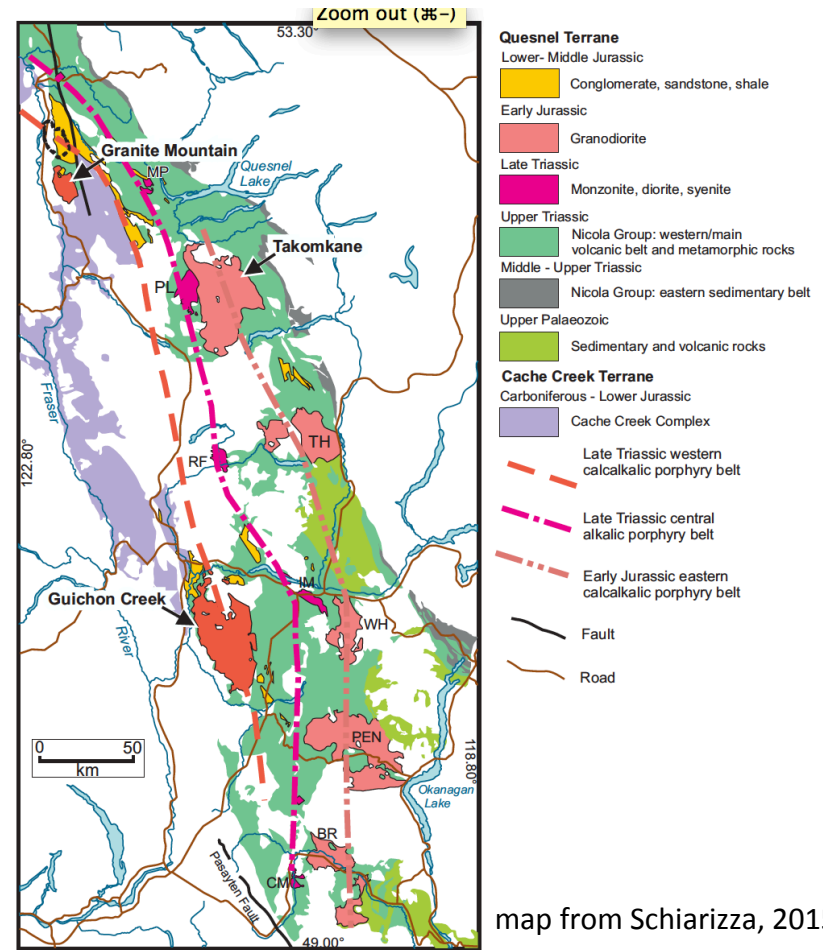 Zoom out (⌘–)
53.30°
Granite Mountain
MP
Quesnel
Lake
Takomkane
PL
Fraser
122.80°
RF
TH
IM
Guichon Creek
WH
River
0 50
km
PEN
118.80°
Okanagan
Lake
BR
Pasayten Fault
CM
49.00°
Quesnel Terrane
Lower- Middle Jurassic
Conglomerate, sandstone, shale
Early Jurassic
Granodiorite
Late Triassic
Monzonite, diorite, syenite
Upper Triassic
Nicola Group: western/main
volcanic belt and metamorphic rocks
Middle - Upper Triassic
Nicola Group: eastern sedimentary belt
Upper Palaeozoic
Sedimentary and volcanic rocks
Cache Creek Terrane
Carboniferous - Lower Jurassic
Cache Creek Complex
Late Triassic western
calcalkalic porphyry belt
Late Triassic central
alkalic porphyry belt
Early Jurassic eastern
calcalkalic porphyry belt
Fault
Road
map from Schiarizza,